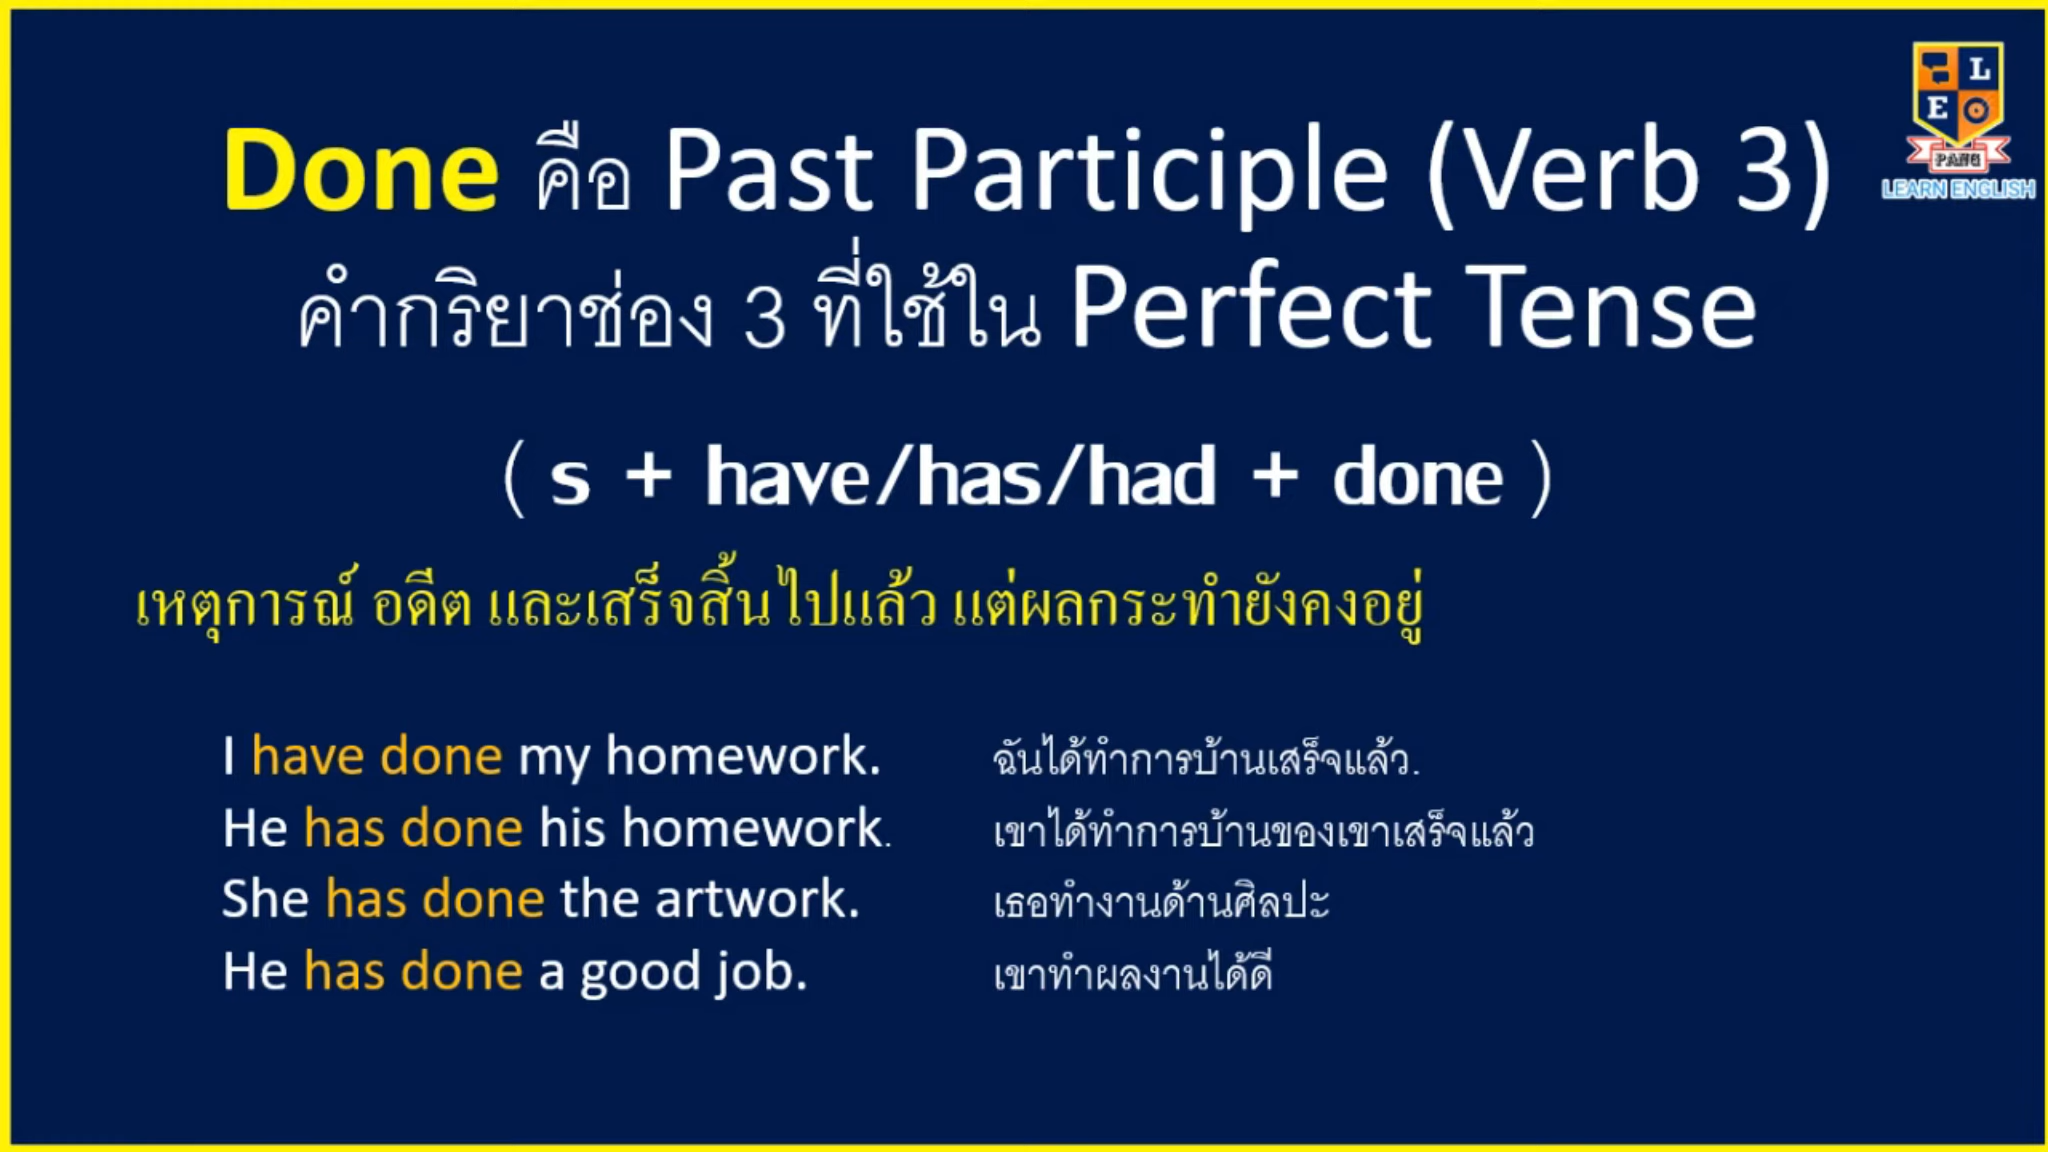 L
E
PANG
LEARN ENGLISH
Done คือ Past Participle (Verb 3)
คำกริยาช่อง 3 ที่ใช้ใน Perfect Tense
( s + have/has/had + done )
เหตุการณ์ อดีต และเสร็จสิ้นไปแล้ว แต่ผลกระทำยังคงอยู่
I have done my homework. ฉันได้ทำการบ้านเสร็จแล้ว.
He has done his homework. เขาได้ทำการบ้านของเขาเสร็จแล้ว
She has done the artwork. เธอทำงานด้านศิลปะ
He has done a good job. เขาทำผลงานได้ดี